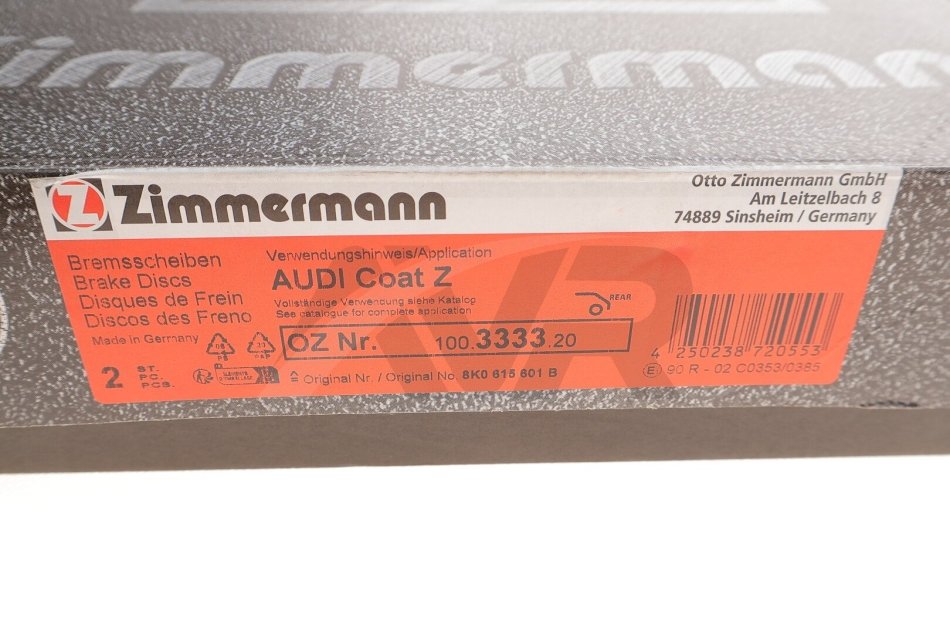 Zimmermann
Z Zimmermann
Otto Zimmermann GmbH
Am Leitzelbach 8
74889 Sinsheim / Germany
Bremsscheiben
Brake Discs
Disques de Frein
Discos des Freno
Made in Germany
Verwendungshinweis/Application
AUDI Coat Z
Vollständige Verwendung siehe Katalog
See catalogue for complete application
REAR
OZ Nr. 100.3333.20
2 ST. PC. PCS.
Original Nr. / Original No. 8K0 615 601 B
4 250238 720553
E 90 R - 02 C0353/0385